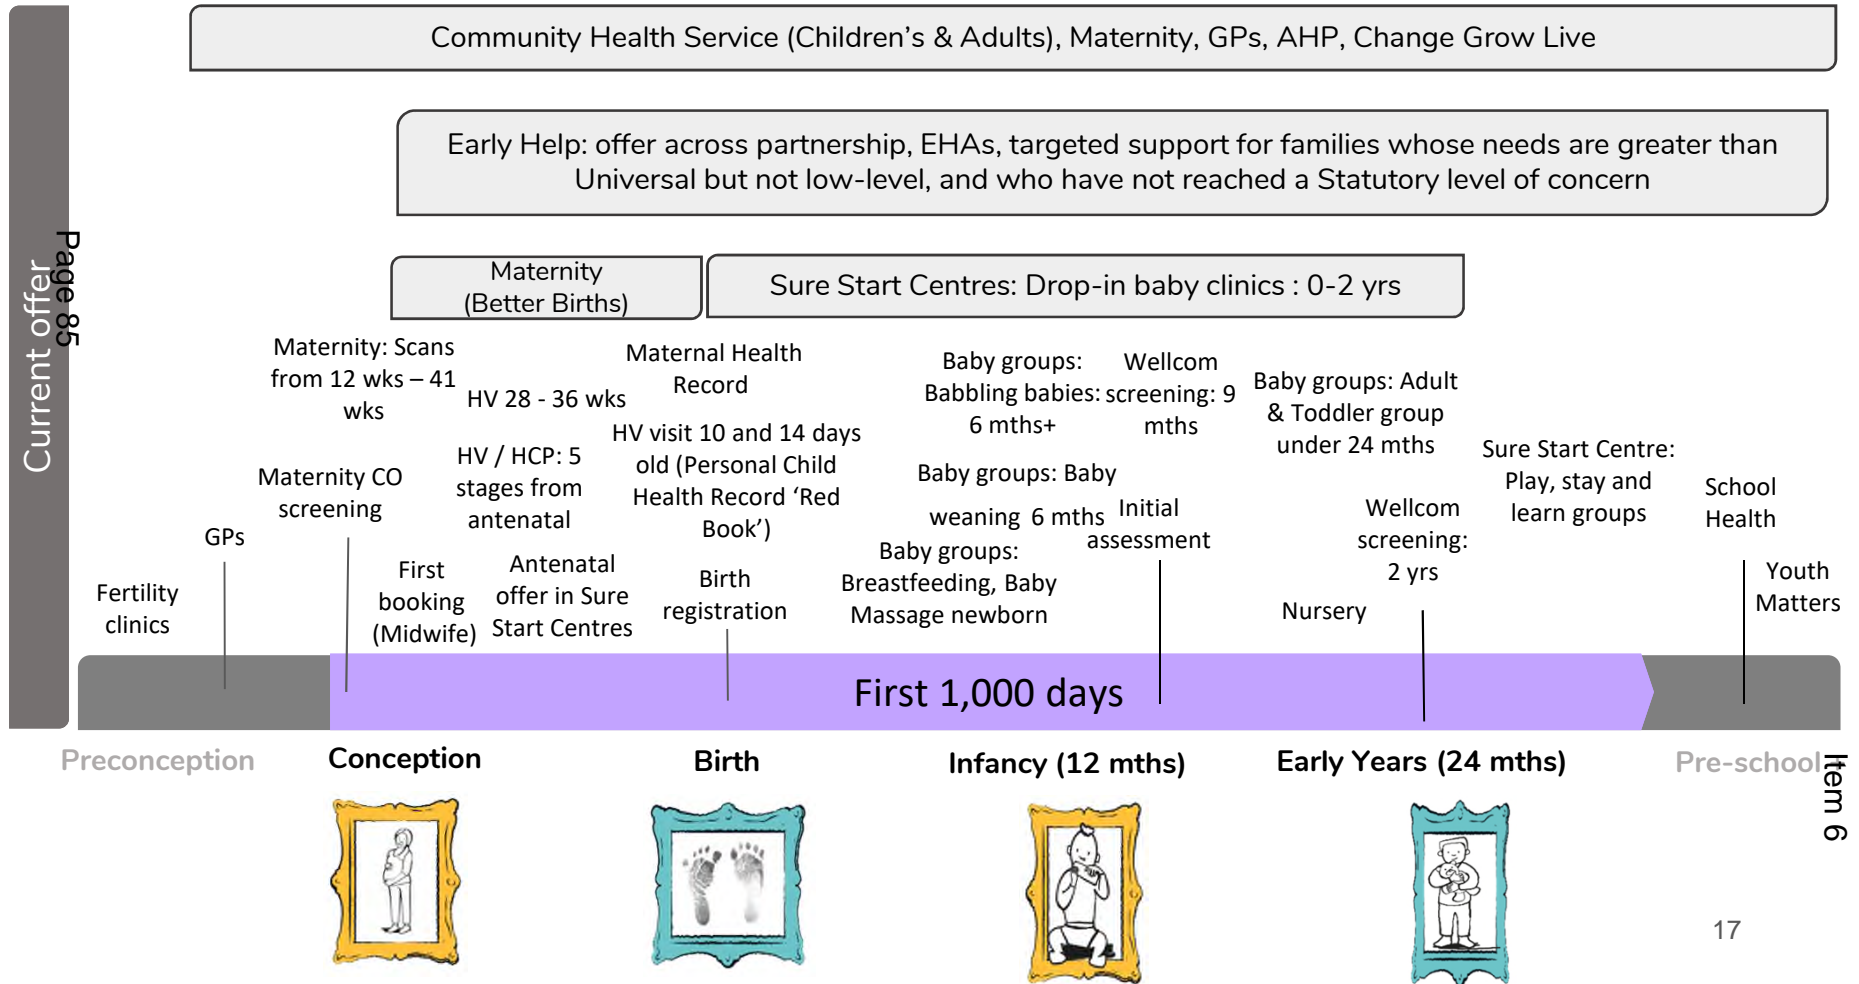 Community Health Service (Children's & Adults), Maternity, GPs, AHP, Change Grow Live
Early Help: offer across partnership, EHAs, targeted support for families whose needs are greater than
Universal but not low-level, and who have not reached a Statutory level of concern
Current offer
Page 85
Maternity
(Better Births)
Sure Start Centres: Drop-in baby clinics : 0-2 yrs
Fertility
clinics
GPs
Maternity: Scans
from 12 wks – 41
wks
Maternity CO
screening
First
booking
(Midwife)
HV 28 - 36 wks
HV / HCP: 5
stages from
antenatal
Antenatal
offer in Sure
Start Centres
Maternal Health
Record
HV visit 10 and 14 days
old (Personal Child
Health Record ‘Red
Book’)
Birth
registration
Baby groups:
Babbling babies:
6 mths+
Baby groups: Baby
weaning 6 mths
Baby groups:
Breastfeeding, Baby
Massage newborn
Wellcom
screening: 9
mths
Initial
assessment
Baby groups: Adult
& Toddler group
under 24 mths
Nursery
Wellcom
screening:
2 yrs
Sure Start Centre:
Play, stay and
learn groups
School
Health
Youth
Matters
First 1,000 days
Preconception
Conception
Birth
Infancy (12 mths)
Early Years (24 mths)
Pre-school
Item 6
17